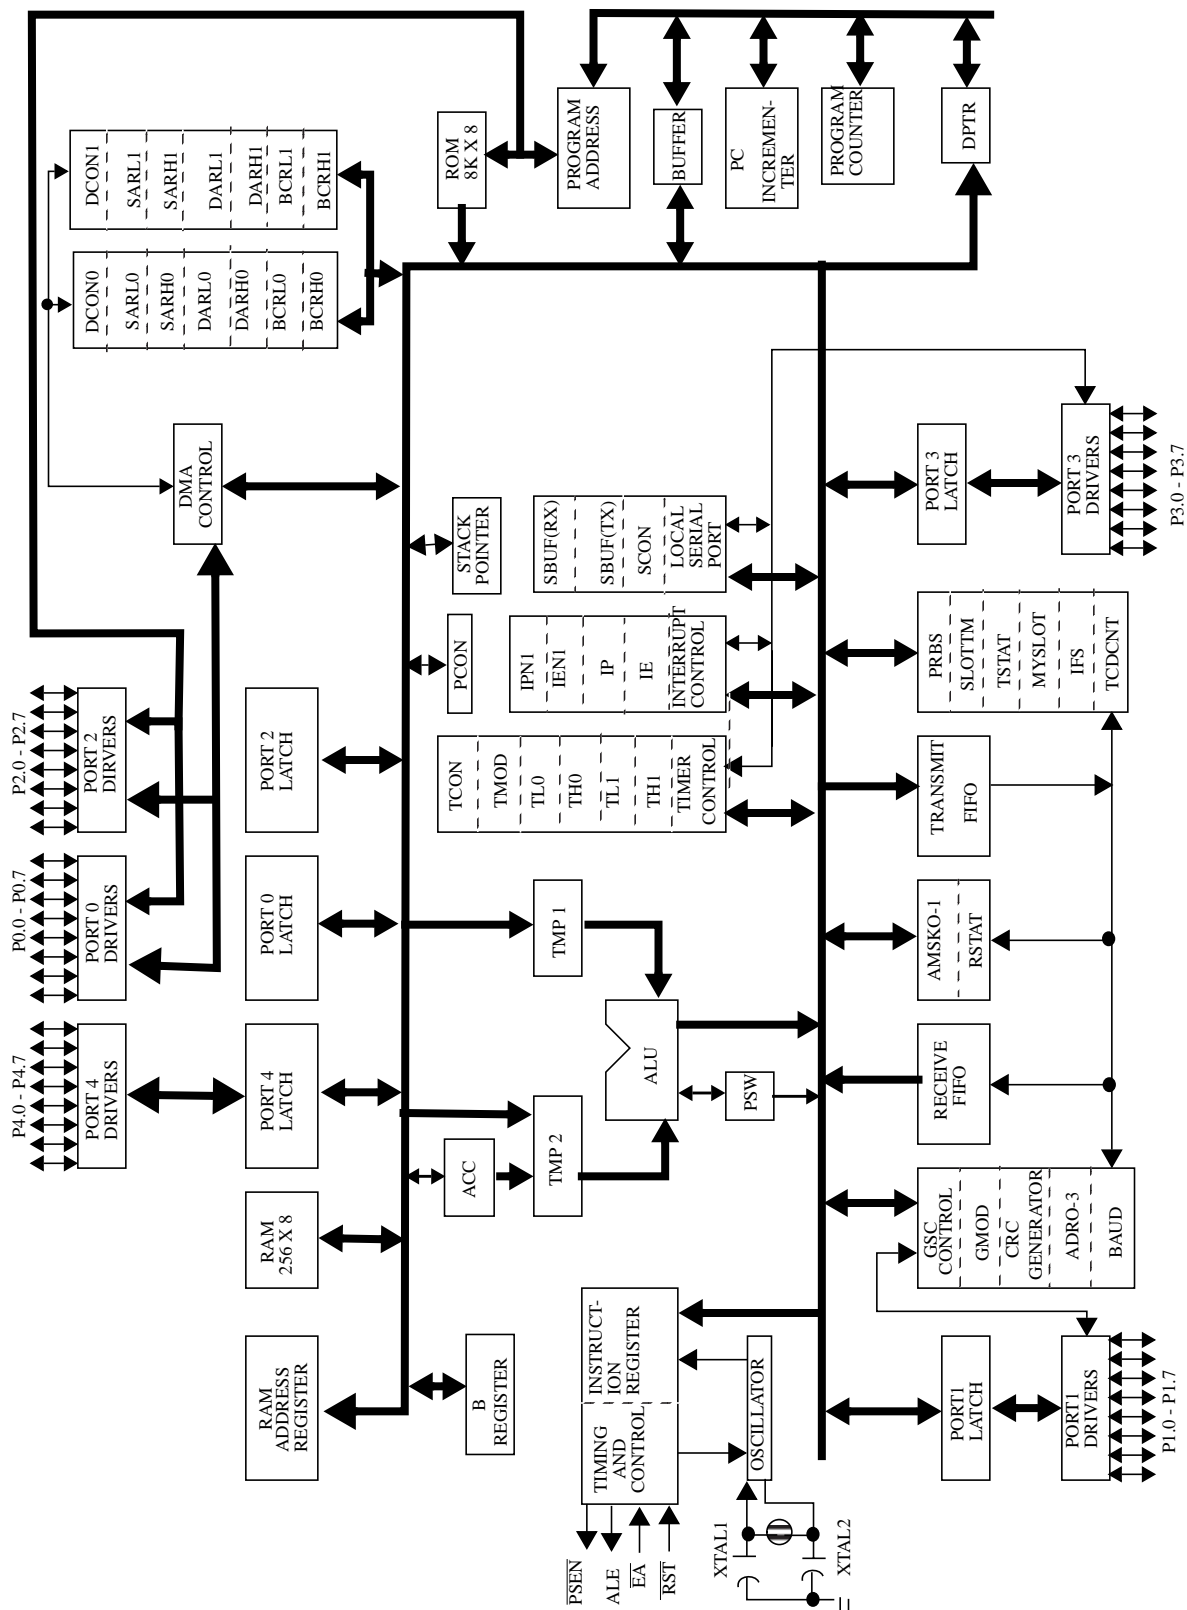 P4.0 - P4.7
P0.0 - P0.7
P2.0 - P2.7
PORT 4
DRIVERS
PORT 0
DRIVERS
PORT 2
DIRVERS
DMA
CONTROL
DCON0
SARL0
SARH0
DARL0
DARH0
BCRL0
BCRH0
DCON1
SARL1
SARH1
DARL1
DARH1
BCRL1
BCRH1
RAM
ADDRESS
REGISTER
RAM
256 X 8
PORT 4
LATCH
PORT 0
LATCH
PORT 2
LATCH
B
REGISTER
ACC
TCON
TMOD
TL0
TH0
TL1
TH1
TIMER
CONTROL
PCON
STACK
POINTER
ROM
8K X 8
IPN1
IEN1
IP
IE
INTERRUPT
CONTROL
SBUF(RX)
SBUF(TX)
SCON
LOCAL
SERIAL
PORT
PROGRAM
ADDRESS
BUFFER
PC
INCREMEN-
TER
PROGRAM
COUNTER
DPTR
TMP 2
TMP 1
ALU
PSW
PSEN
ALE
EA
RST
TIMING
AND
CONTROL
INSTRUCT-
ION
REGISTER
OSCILLATOR
XTAL1
XTAL2
PORT1
LATCH
GSC
CONTROL
GMOD
CRC
GENERATOR
ADRO-3
BAUD
RECEIVE
FIFO
AMSKO-1
RSTAT
TRANSMIT
FIFO
PRBS
SLOTTM
TSTAT
MYSLOT
IFS
TCDCNT
PORT 3
LATCH
PORT1
DRIVERS
PORT 3
DRIVERS
P1.0 - P1.7
P3.0 - P3.7